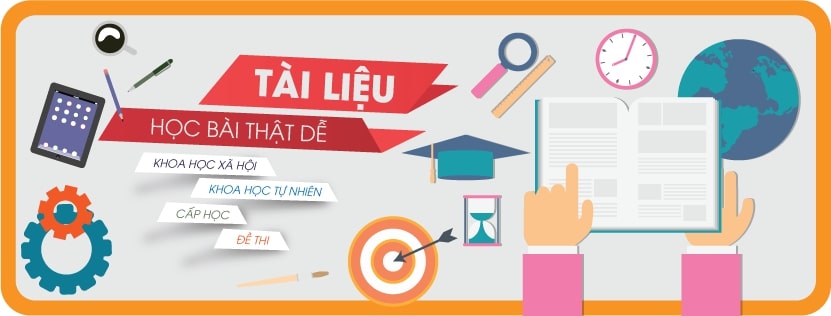 TÀI LIỆU
HỌC BÀI THẬT DỄ
KHOA HỌC XÃ HỘI
KHOA HỌC TỰ NHIÊN
CẤP HỌC
ĐỀ THI